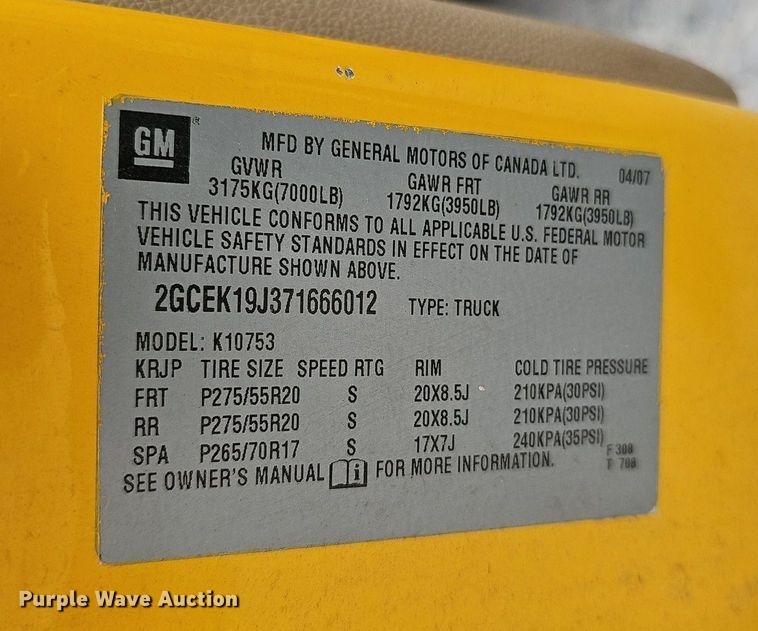 GM ®
MFD BY GENERAL MOTORS OF CANADA LTD. 04/07
GVWR GAWR FRT GAWR RR
3175KG(7000LB) 1792KG(3950LB) 1792KG(3950LB)
THIS VEHICLE CONFORMS TO ALL APPLICABLE U.S. FEDERAL MOTOR
VEHICLE SAFETY STANDARDS IN EFFECT ON THE DATE OF
MANUFACTURE SHOWN ABOVE.
2GCEK19J371666012 TYPE: TRUCK
MODEL: K10753
KRJP TIRE SIZE SPEED RTG RIM COLD TIRE PRESSURE
FRT P275/55R20 S 20X8.5J 210KPA(30PSI)
RR P275/55R20 S 20X8.5J 210KPA(30PSI)
SPA P265/70R17 S 17X7J 240KPA(35PSI)
F 308
T 708
SEE OWNER'S MANUAL i FOR MORE INFORMATION.
Purple Wave Auction